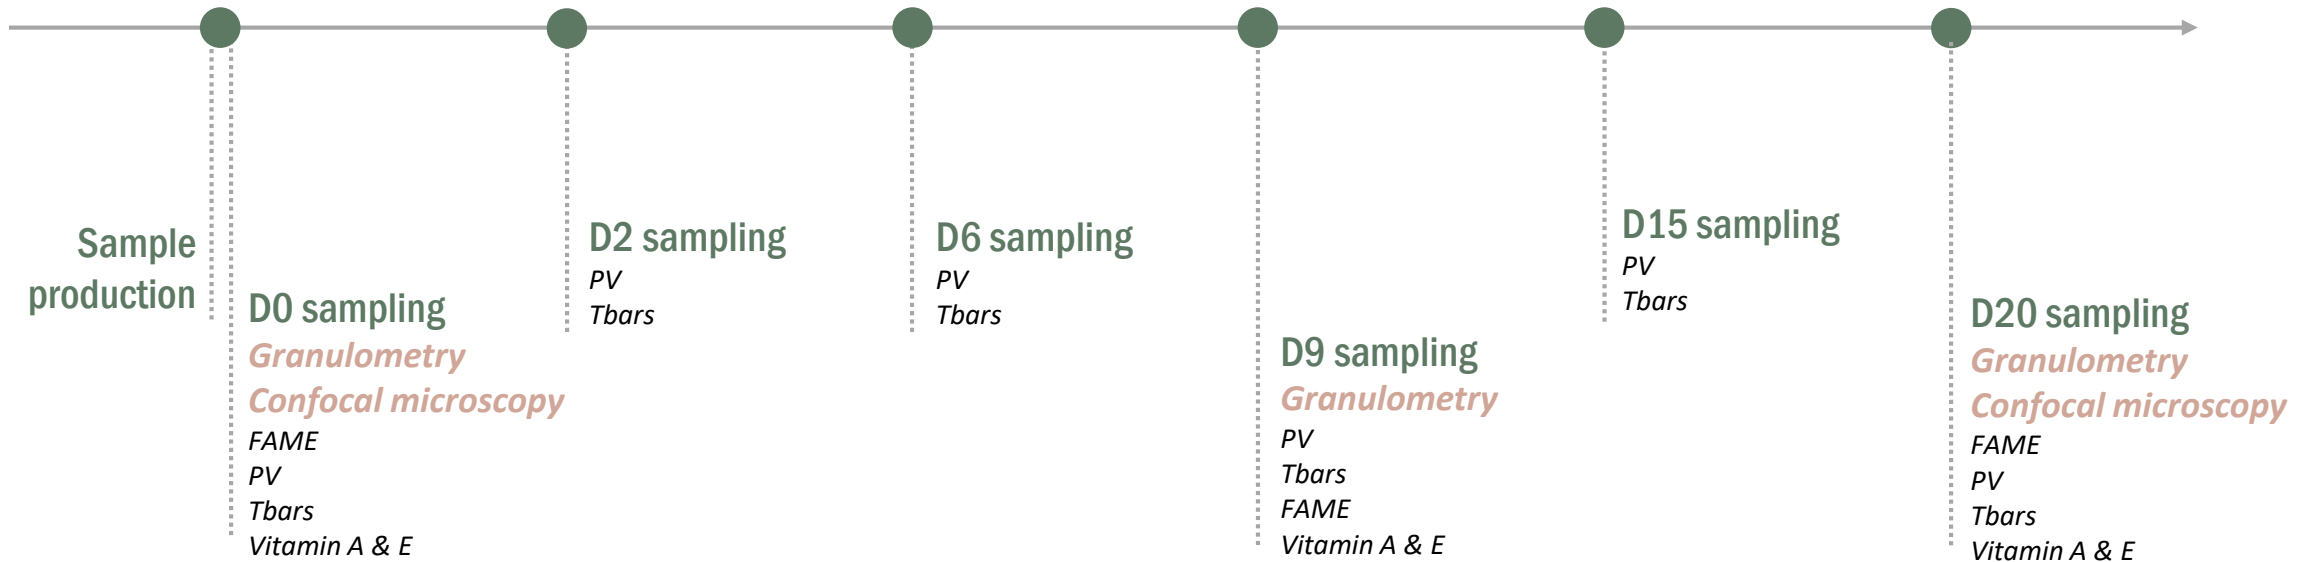 Sample
production
D0 sampling
Granulometry
Confocal microscopy
FAME
PV
Tbars
Vitamin A & E
D2 sampling
PV
Tbars
D6 sampling
PV
Tbars
D9 sampling
Granulometry
PV
Tbars
FAME
Vitamin A & E
D15 sampling
PV
Tbars
D20 sampling
Granulometry
Confocal microscopy
FAME
PV
Tbars
Vitamin A & E